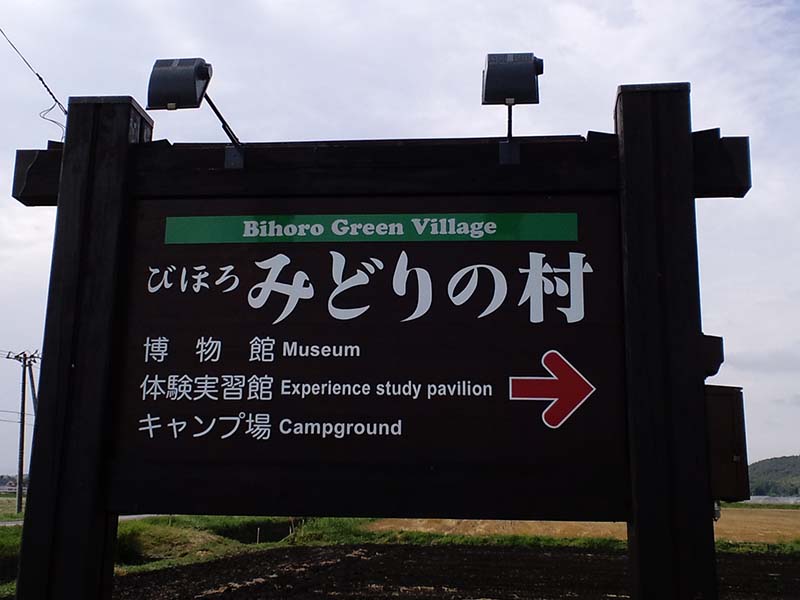 Bihoro Green Village
びほろ みどりの村
博物館 Museum
体験実習館 Experience study pavilion
キャンプ場 Campground